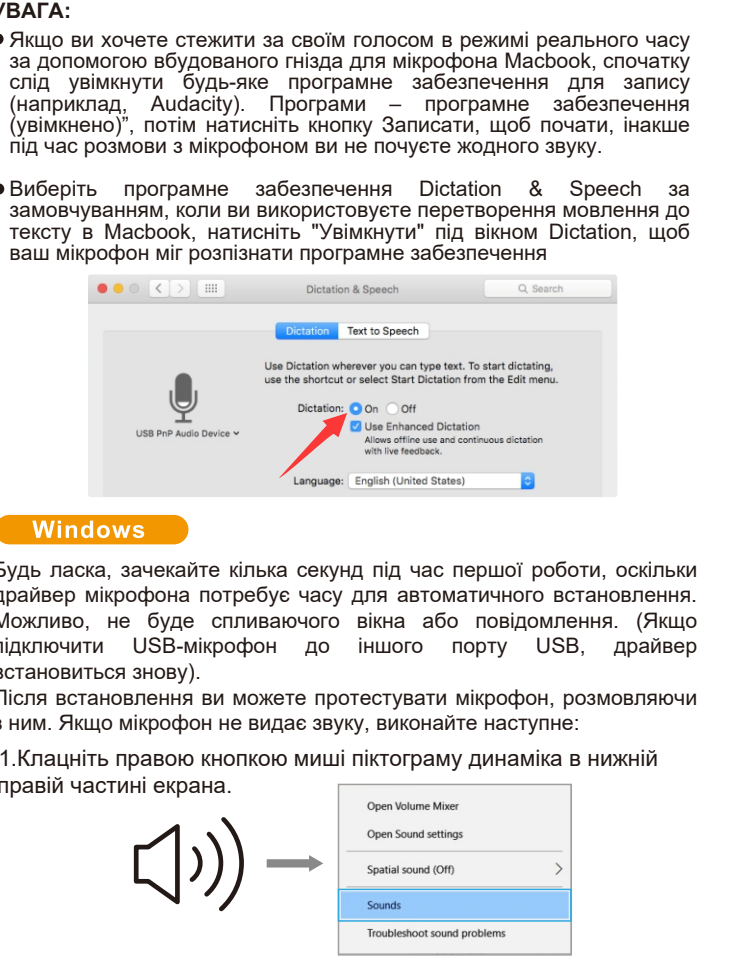 УВАГА:
● Якщо ви хочете стежити за своїм голосом в режимі реального часу
за допомогою вбудованого гнізда для мікрофона Macbook, спочатку
слід увімкнути будь-яке програмне забезпечення для запису
(наприклад, Audacity). Програми – програмне забезпечення
(увімкнено)”, потім натисніть кнопку Записати, щоб почати, інакше
під час розмови з мікрофоном ви не почуєте жодного звуку.
● Виберіть програмне забезпечення Dictation & Speech за
замовчуванням, коли ви використовуєте перетворення мовлення до
тексту в Macbook, натисніть "Увімкнути" під вікном Dictation, щоб
ваш мікрофон міг розпізнати програмне забезпечення
Dictation & Speech
Search
Dictation Text to Speech
Use Dictation wherever you can type text. To start dictating,
use the shortcut or select Start Dictation from the Edit menu.
Dictation: On Off
Use Enhanced Dictation
Allows offline use and continuous dictation
with live feedback.
USB PnP Audio Device
Language: English (United States)
Windows
Будь ласка, зачекайте кілька секунд під час першої роботи, оскільки
драйвер мікрофона потребує часу для автоматичного встановлення.
Можливо, не буде спливаючого вікна або повідомлення. (Якщо
підключити USB-мікрофон до іншого порту USB, драйвер
встановиться знову).
Після встановлення ви можете протестувати мікрофон, розмовляючи
з ним. Якщо мікрофон не видає звуку, виконайте наступне:
1.Клацніть правою кнопкою миші піктограму динаміка в нижній
правій частині екрана.
Open Volume Mixer
Open Sound settings
Spatial sound (Off)
Sounds
Troubleshoot sound problems